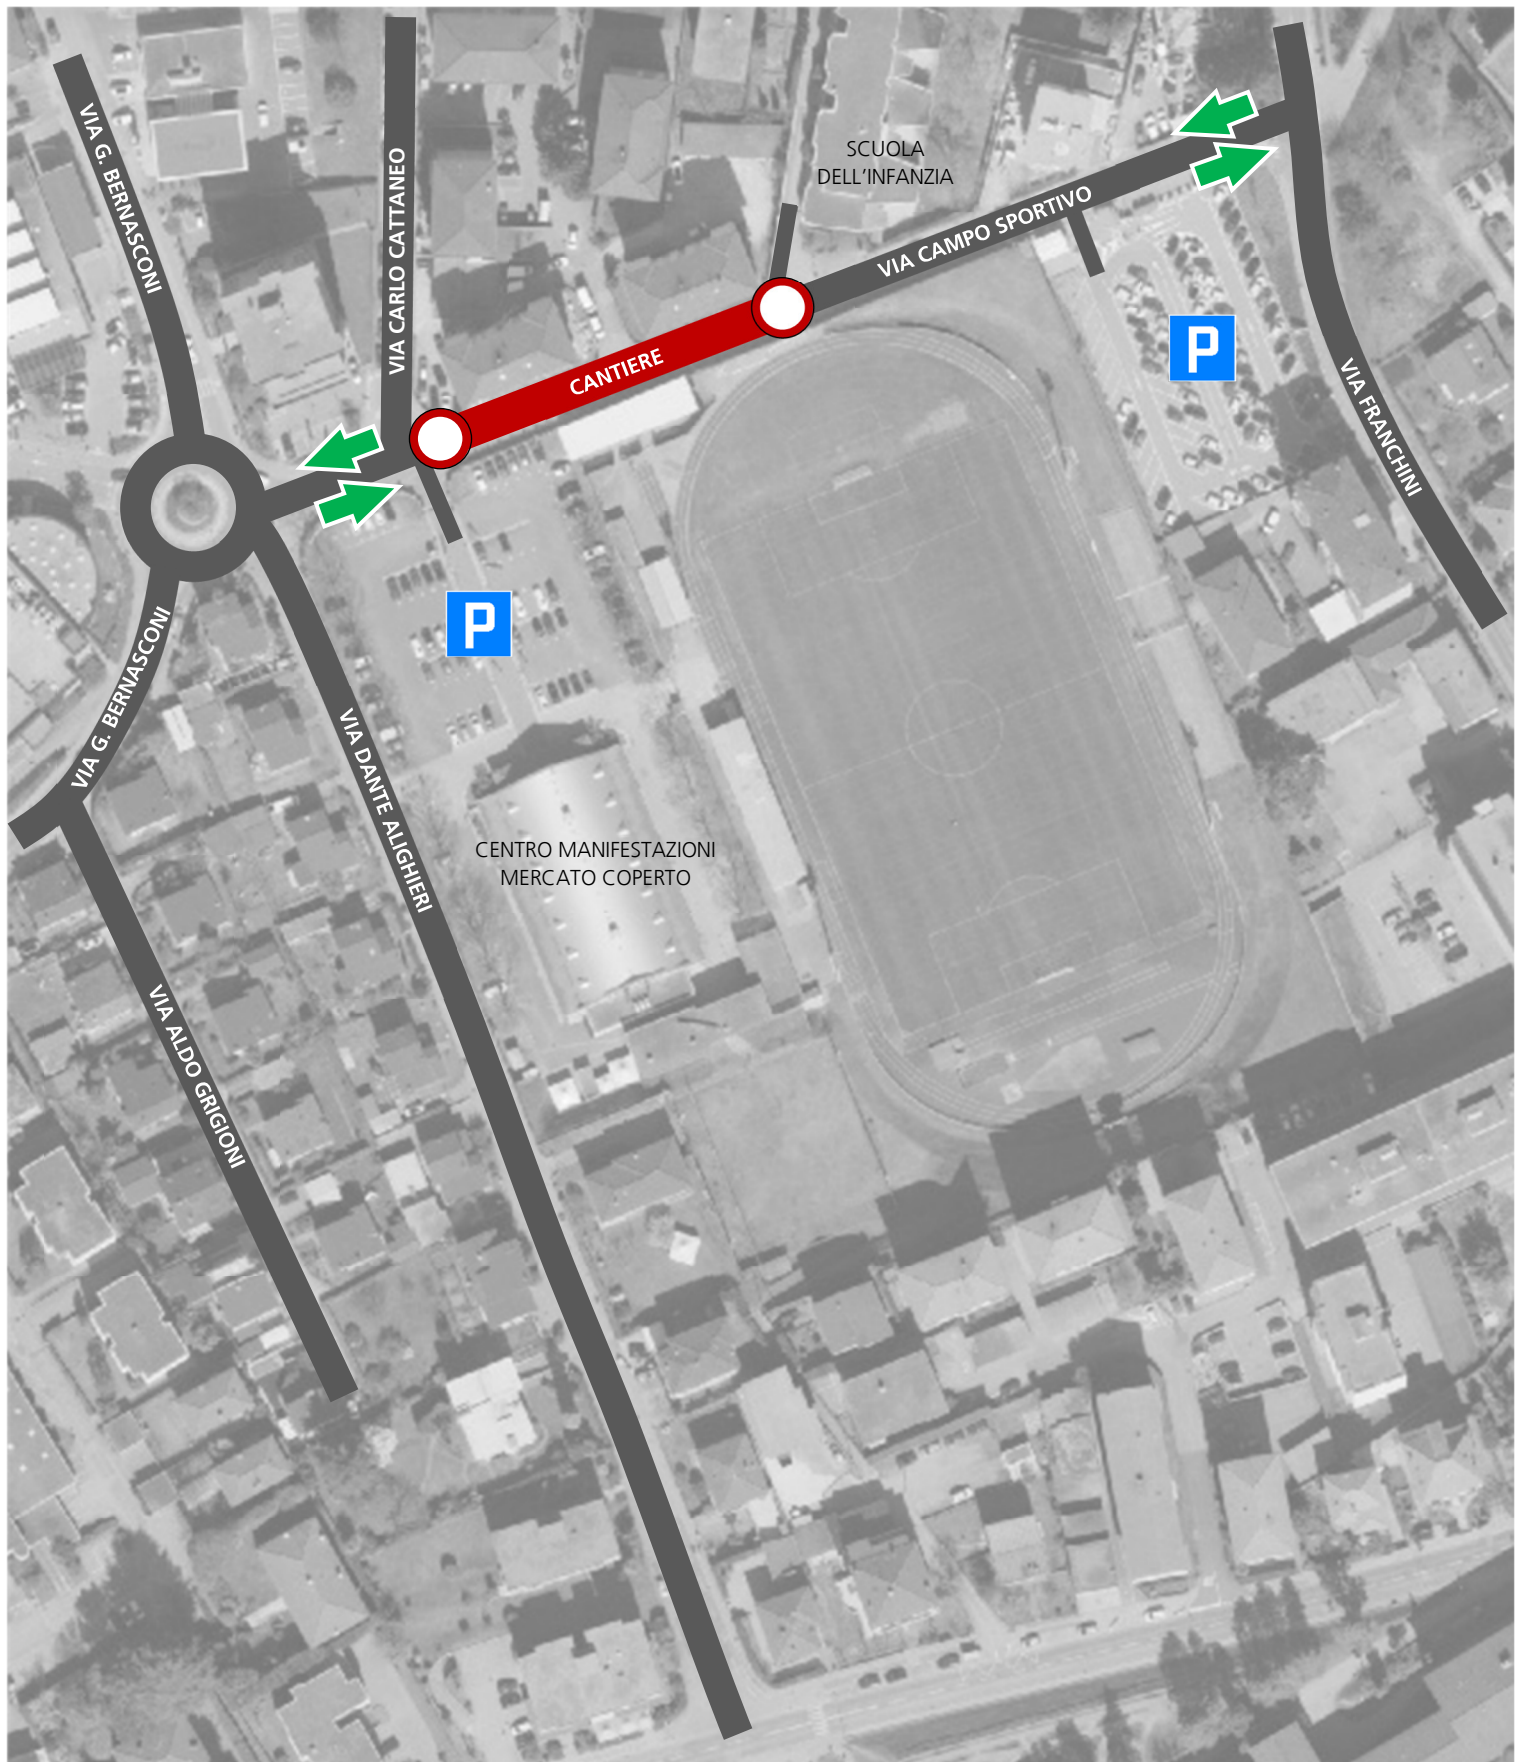 VIA G. BERNASCONI
VIA CARLO CATTANEO
SCUOLA
DELL'INFANZIA
VIA CAMPO SPORTIVO
CANTIERE
P
VIA FRANCHINI
P
VIA G. BERNASCONI
VIA DANTE ALIGHIERI
CENTRO MANIFESTAZIONI
MERCATO COPERTO
VIA ALDO GRIGIONI